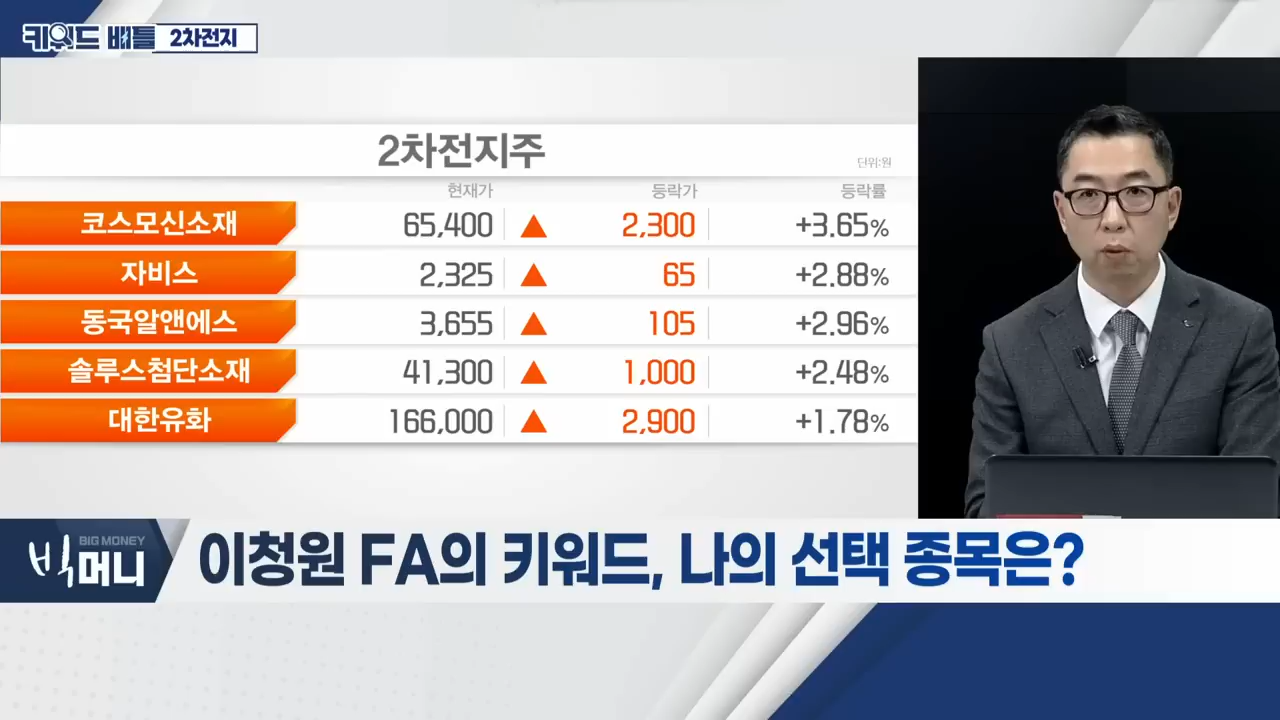 키워드 배틀 2차전지
2차전지주
단위:원
현재가 등락가 등락률
코스모신소재 65,400 ▲ 2,300 +3.65%
자비스 2,325 ▲ 65 +2.88%
동국알앤에스 3,655 ▲ 105 +2.96%
솔루스첨단소재 41,300 ▲ 1,000 +2.48%
대한유화 166,000 ▲ 2,900 +1.78%
BIG MONEY
빅머니
이청원 FA의 키워드, 나의 선택 종목은?